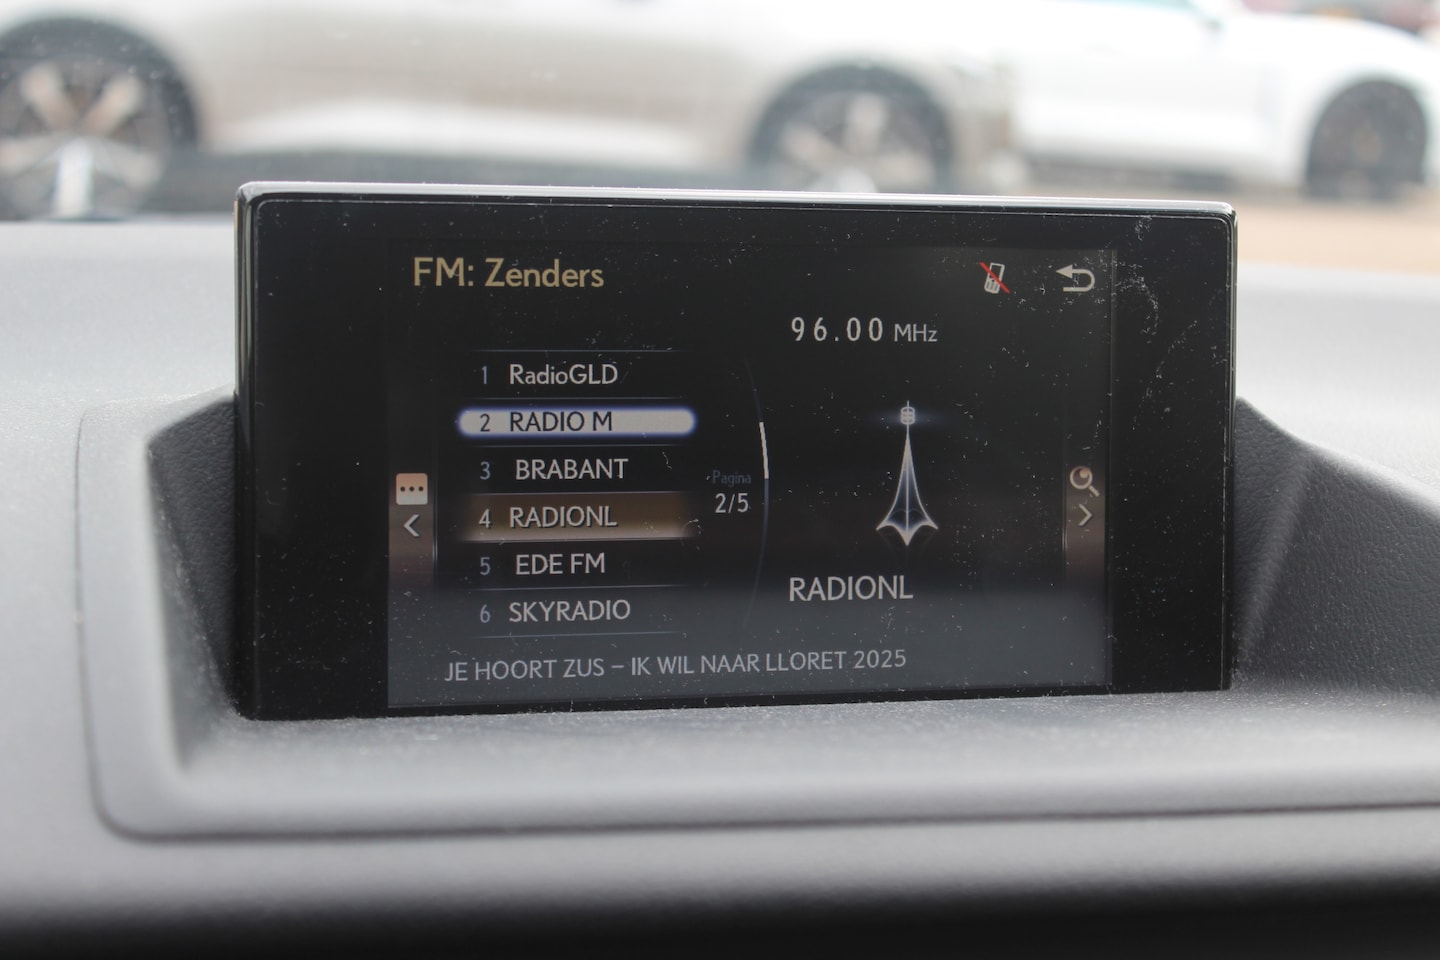 FM: Zenders
96.00 MHz
1 RadioGLD
2 RADIO M
3 BRABANT
4 RADIONL
5 EDE FM
6 SKYRADIO
Pagina
2/5
RADIONL
JE HOORT ZUS – IK WIL NAAR LLORET 2025